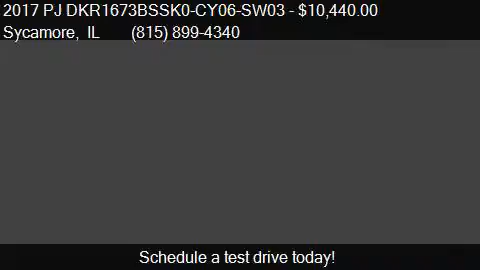 2017 PJ DKR1673BSSK0-CY06-SW03 - $10,440.00
Sycamore,  IL       (815) 899-4340
Schedule a test drive today!